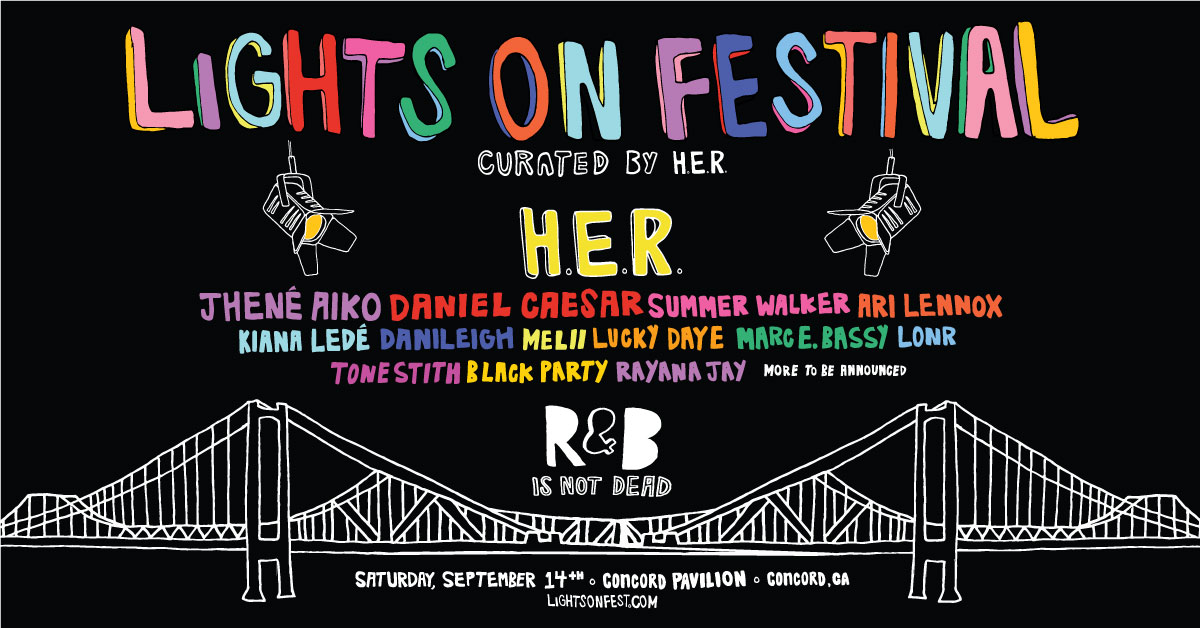 LiGHTS ON FESTIVAL
CURATED BY H.E.R.
H.E.R.
JHENÉ AIKO DANIEL CAESAR SUMMER WALKER ARI LENNOX
KIANA LEDÉ DANILEIGH MELII LUCKY DAYE MARC E. BASSY LONR
TONE STITH BLACK PARTY RAYANA JAY MORE TO BE ANNOUNCED
R&B
IS NOT DEAD
SATURDAY, SEPTEMBER 14TH • CONCORD PAVILION • CONCORD, CA
LiGHTSONFEST.COM